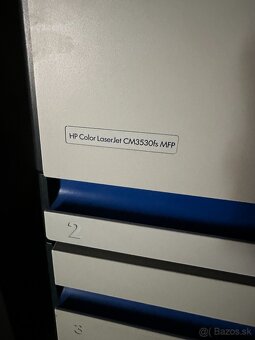 HP Color LaserJet CM3530fs MFP
2
3
Bazos.sk